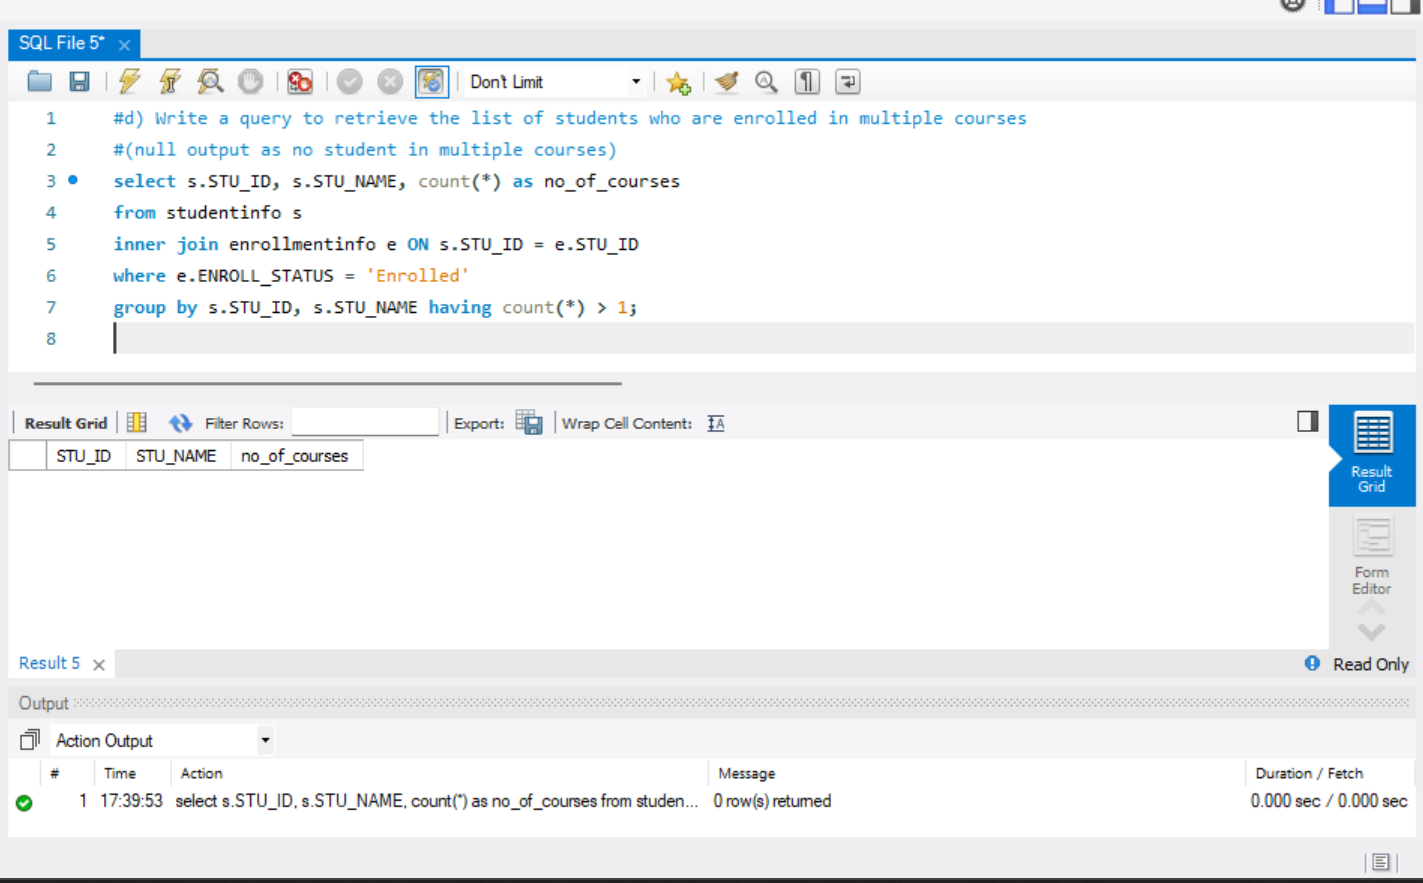 SQL File 5*
Don't Limit
1 #d) Write a query to retrieve the list of students who are enrolled in multiple courses
2 #(null output as no student in multiple courses)
3 select s.STU_ID, s.STU_NAME, count(*) as no_of_courses
4 from studentinfo s
5 inner join enrollmentinfo e ON s.STU_ID = e.STU_ID
6 where e.ENROLL_STATUS = 'Enrolled'
7 group by s.STU_ID, s.STU_NAME having count(*) > 1;
8
Result Grid Filter Rows: Export: Wrap Cell Content:
STU_ID STU_NAME no_of_courses
Result
Grid
Form
Editor
Result 5 Read Only
Output
Action Output
# Time Action Message Duration / Fetch
1 17:39:53 select s.STU_ID, s.STU_NAME, count(*) as no_of_courses from studen... 0 row(s) returned 0.000 sec / 0.000 sec